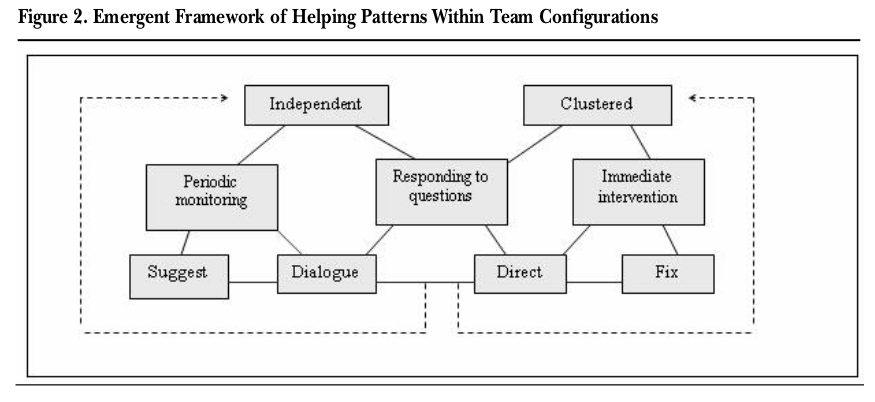 Figure 2. Emergent Framework of Helping Patterns Within Team Configurations
Independent
Clustered
Periodic
monitoring
Responding to
questions
Immediate
intervention
Suggest
Dialogue
Direct
Fix